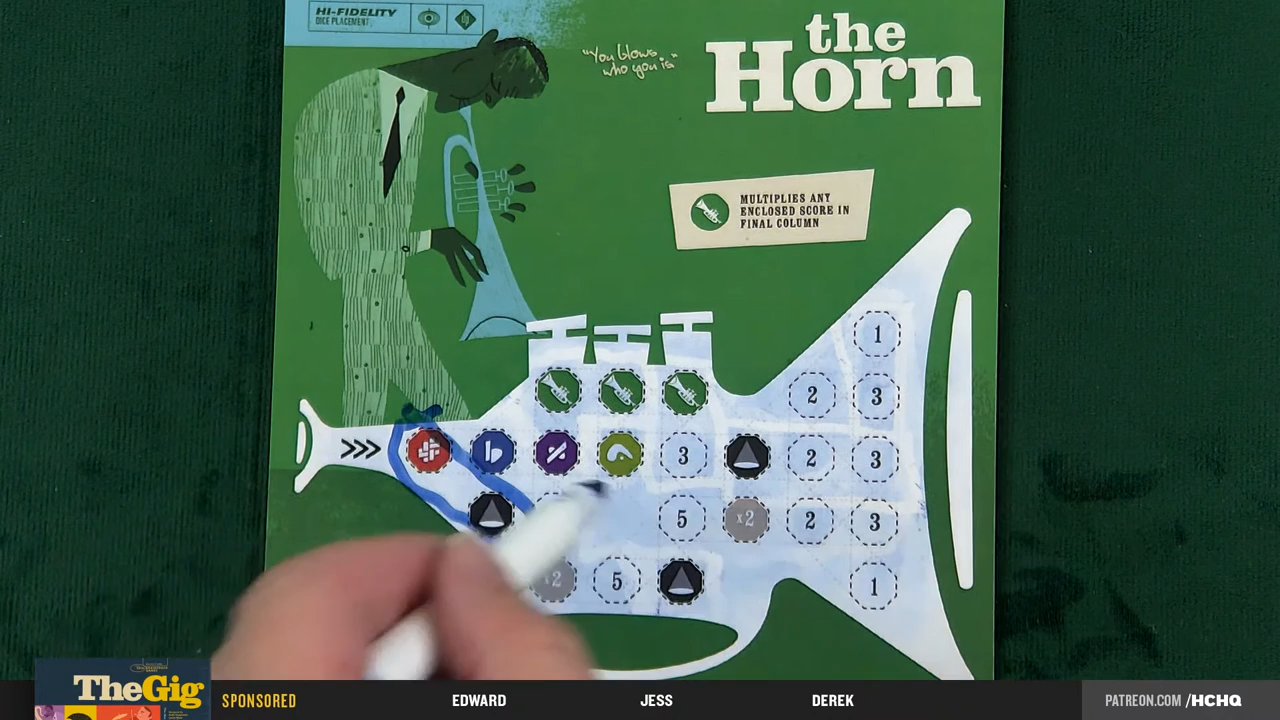 HI-FIDELITY
DICE PLACEMENT
"You blows
who you is"
the
Horn
MULTIPLIES ANY
ENCLOSED SCORE IN
FINAL COLUMN
1
2 3
3 2 3
5 x2 2 3
x2 5 1
TheGig
SPONSORED EDWARD JESS DEREK PATREON.COM/HCHQ